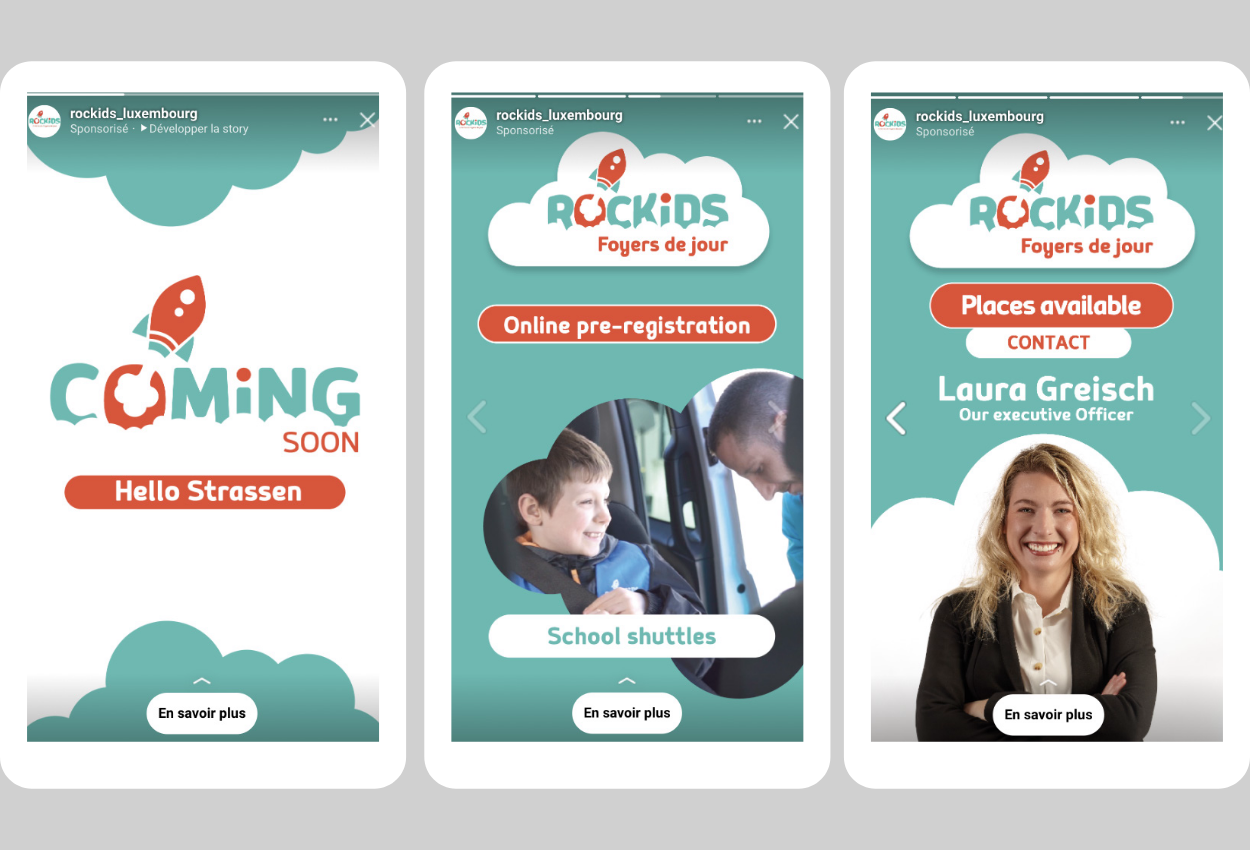 rockids_luxembourg
Sponsorisé · Développer la story
COMiNG
SOON
Hello Strassen
En savoir plus
rockids_luxembourg
Sponsorisé
ROCKiDS
Foyers de jour
Online pre-registration
School shuttles
En savoir plus
rockids_luxembourg
Sponsorisé
ROCKiDS
Foyers de jour
Places available
CONTACT
Laura Greisch
Our executive Officer
En savoir plus